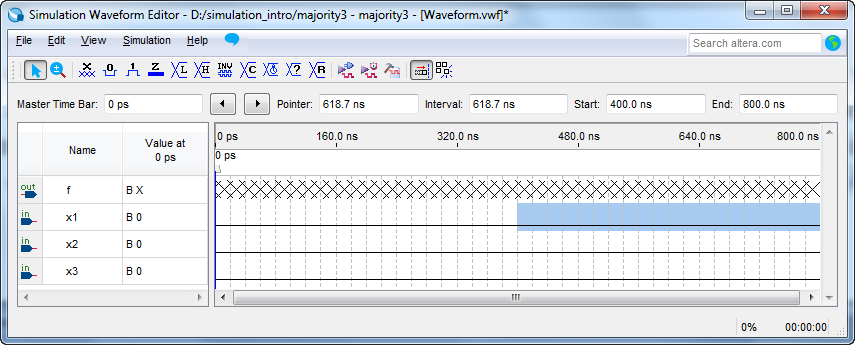 Simulation Waveform Editor - D:/simulation_intro/majority3 - majority3 - [Waveform.vwf]*
File Edit View Simulation Help Search altera.com
X 0 1 Z L H INV C ? R
Master Time Bar: 0 ps Pointer: 618.7 ns Interval: 618.7 ns Start: 400.0 ns End: 800.0 ns
Name Value at 0 ps 0 ps 160.0 ns 320.0 ns 480.0 ns 640.0 ns 800.0 ns
0 ps
out f B X
in x1 B 0
in x2 B 0
in x3 B 0
0% 00:00:00